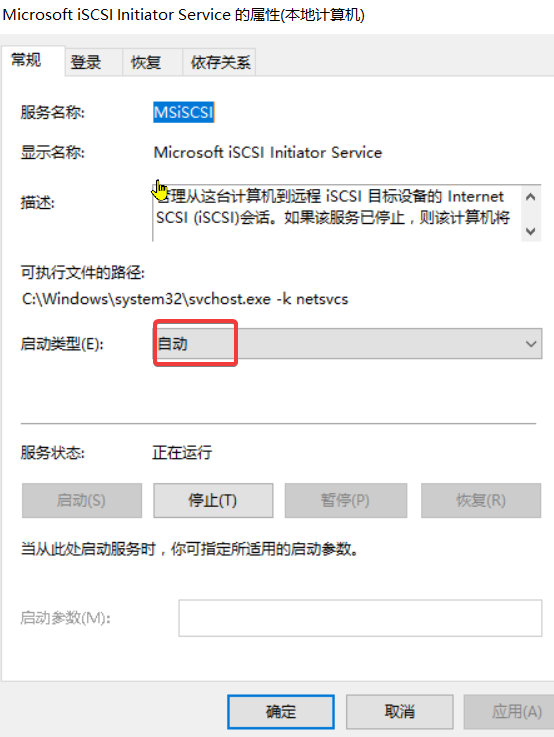 Microsoft iSCSI Initiator Service 的属性(本地计算机)
常规 登录 恢复 依存关系
服务名称: MSiSCSI
显示名称: Microsoft iSCSI Initiator Service
描述: 管理从这台计算机到远程 iSCSI 目标设备的 Internet
SCSI (iSCSI)会话。如果该服务已停止，则该计算机将
可执行文件的路径:
C:\Windows\system32\svchost.exe -k netsvcs
启动类型(E): 自动
服务状态: 正在运行
启动(S) 停止(T) 暂停(P) 恢复(R)
当从此处启动服务时，你可指定所适用的启动参数。
启动参数(M):
确定 取消 应用(A)